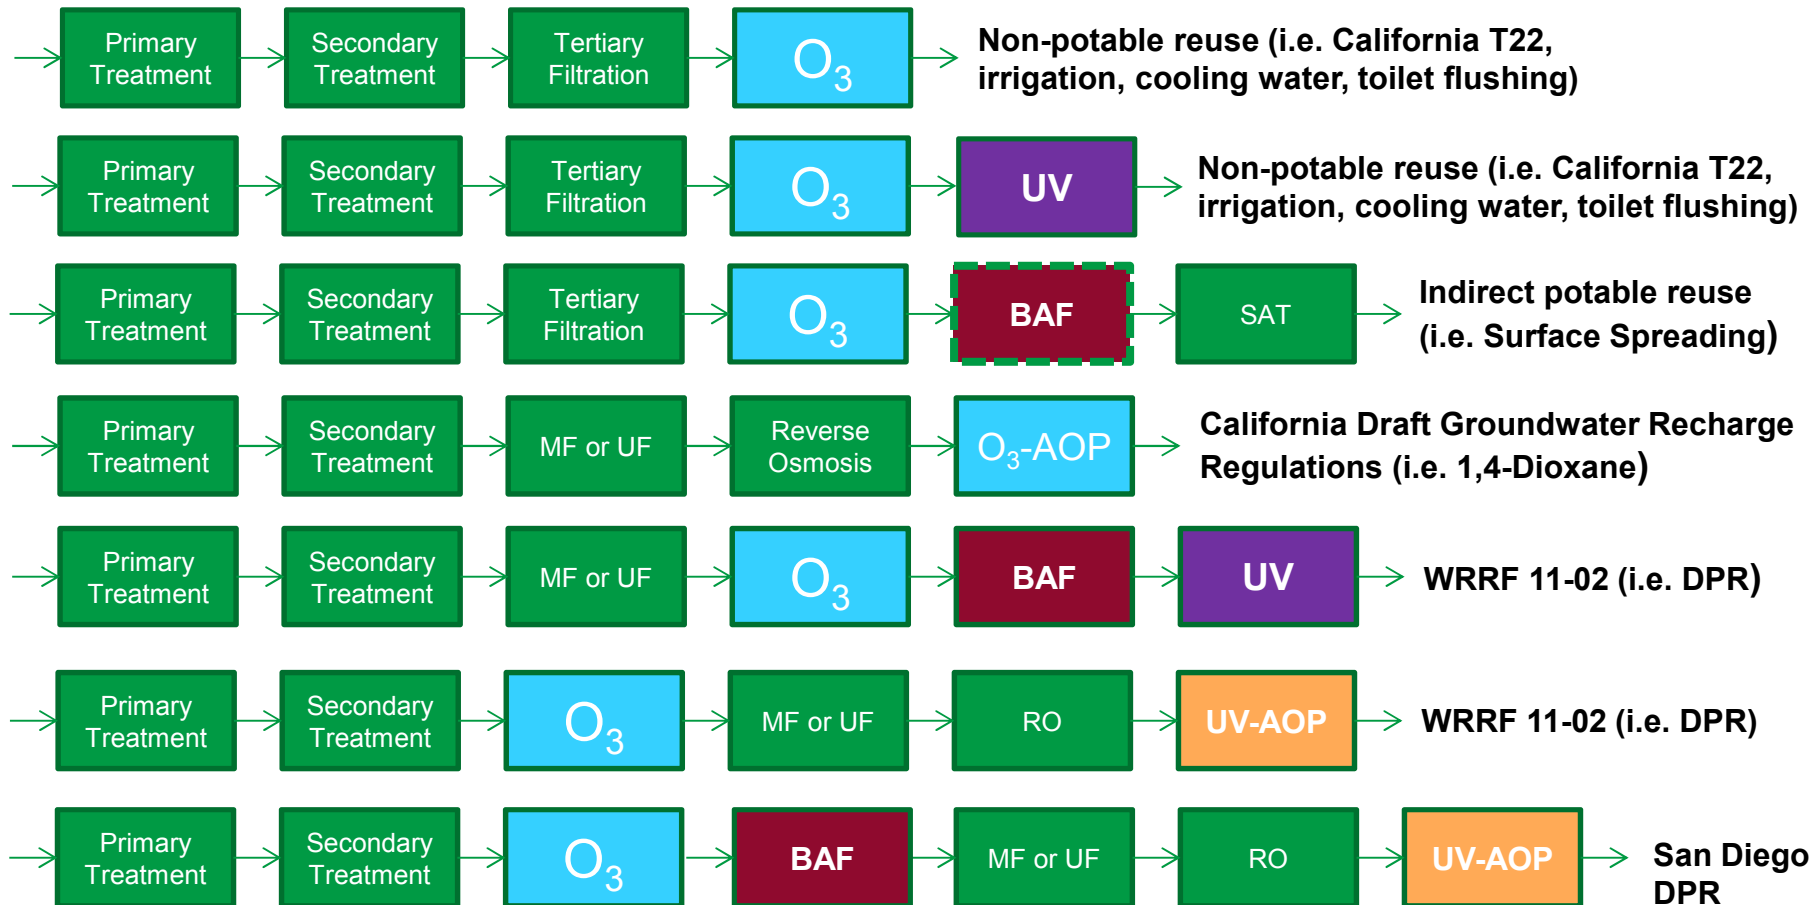 Primary
Treatment
Secondary
Treatment
Tertiary
Filtration
O₃
Non-potable reuse (i.e. California T22,
irrigation, cooling water, toilet flushing)
Primary
Treatment
Secondary
Treatment
Tertiary
Filtration
O₃
UV
Non-potable reuse (i.e. California T22,
irrigation, cooling water, toilet flushing)
Primary
Treatment
Secondary
Treatment
Tertiary
Filtration
O₃
BAF
SAT
Indirect potable reuse
(i.e. Surface Spreading)
Primary
Treatment
Secondary
Treatment
MF or UF
Reverse
Osmosis
O₃-AOP
California Draft Groundwater Recharge
Regulations (i.e. 1,4-Dioxane)
Primary
Treatment
Secondary
Treatment
MF or UF
O₃
BAF
UV
WRRF 11-02 (i.e. DPR)
Primary
Treatment
Secondary
Treatment
O₃
MF or UF
RO
UV-AOP
WRRF 11-02 (i.e. DPR)
Primary
Treatment
Secondary
Treatment
O₃
BAF
MF or UF
RO
UV-AOP
San Diego
DPR